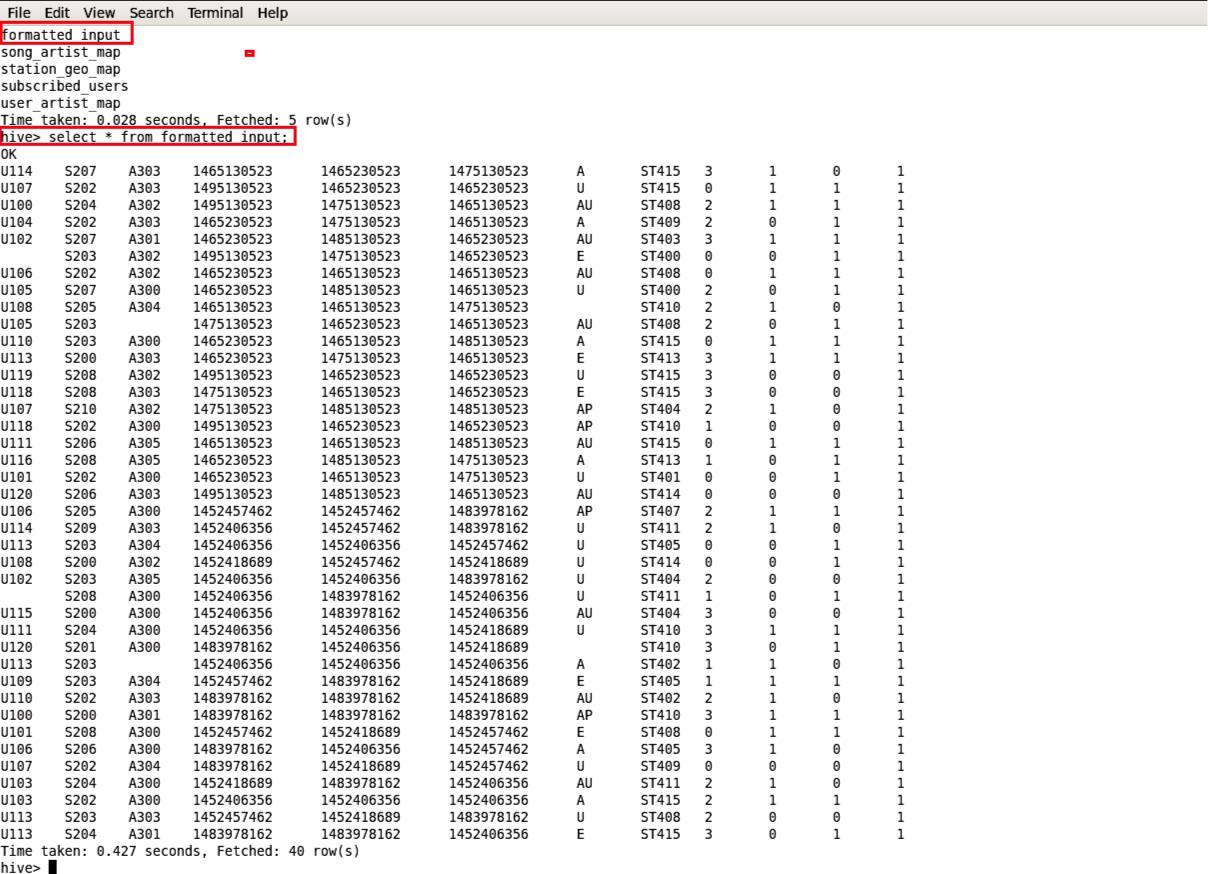 File Edit View Search Terminal Help
formatted_input
song_artist_map
station_geo_map
subscribed_users
user_artist_map
Time taken: 0.028 seconds, Fetched: 5 row(s)
hive> select * from formatted_input;
OK
U114 S207 A303 1465130523 1465230523 1475130523 A ST415 3 1 0 1
U107 S202 A303 1495130523 1465230523 1465230523 U ST415 0 1 1 1
U100 S204 A302 1495130523 1475130523 1465130523 AU ST408 2 1 1 1
U104 S202 A303 1465230523 1475130523 1465130523 A ST409 2 0 1 1
U102 S207 A301 1465230523 1485130523 1465230523 AU ST403 3 1 1 1
S203 A302 1495130523 1475130523 1465230523 E ST400 0 0 1 1
U106 S202 A302 1465230523 1465130523 1465130523 AU ST408 0 1 1 1
U105 S207 A300 1465230523 1485130523 1465130523 U ST400 2 0 1 1
U108 S205 A304 1465130523 1465130523 1475130523 ST410 2 1 0 1
U105 S203 1475130523 1465230523 1465130523 AU ST408 2 0 1 1
U110 S203 A300 1465230523 1465130523 1485130523 A ST415 0 1 1 1
U113 S200 A303 1465230523 1475130523 1465130523 E ST413 3 1 1 1
U119 S208 A302 1495130523 1465230523 1465230523 U ST415 3 0 0 1
U118 S208 A303 1475130523 1465130523 1465230523 E ST415 3 0 0 1
U107 S210 A302 1475130523 1485130523 1485130523 AP ST404 2 1 0 1
U118 S202 A300 1495130523 1465230523 1465230523 AP ST410 1 0 0 1
U111 S206 A305 1465130523 1465130523 1485130523 AU ST415 0 1 1 1
U116 S208 A305 1465230523 1485130523 1475130523 A ST413 1 0 1 1
U101 S202 A300 1465230523 1465130523 1475130523 U ST401 0 0 1 1
U120 S206 A303 1495130523 1485130523 1465130523 AU ST414 0 0 0 1
U106 S205 A300 1452457462 1452457462 1483978162 AP ST407 2 1 1 1
U114 S209 A303 1452406356 1452457462 1483978162 U ST411 2 1 0 1
U113 S203 A304 1452406356 1452406356 1452457462 U ST405 0 0 1 1
U108 S200 A302 1452418689 1452457462 1452418689 U ST414 0 0 1 1
U102 S203 A305 1452406356 1452406356 1483978162 U ST404 2 0 0 1
S208 A300 1452406356 1483978162 1452406356 U ST411 1 0 1 1
U115 S200 A300 1452406356 1483978162 1452406356 AU ST404 3 0 0 1
U111 S204 A300 1452406356 1452406356 1452418689 U ST410 3 1 1 1
U120 S201 A300 1483978162 1452406356 1452418689 ST410 3 0 1 1
U113 S203 1452406356 1452406356 1452406356 A ST402 1 1 0 1
U109 S203 A304 1452457462 1483978162 1452418689 E ST405 1 1 1 1
U110 S202 A303 1483978162 1483978162 1452418689 AU ST402 2 1 0 1
U100 S200 A301 1483978162 1483978162 1483978162 AP ST410 3 1 1 1
U101 S208 A300 1452457462 1452418689 1452457462 E ST408 0 1 1 1
U106 S206 A300 1483978162 1452406356 1452457462 A ST405 3 1 0 1
U107 S202 A304 1483978162 1452418689 1452457462 U ST409 0 0 0 1
U103 S204 A300 1452418689 1483978162 1452406356 AU ST411 2 1 0 1
U103 S202 A300 1452406356 1452406356 1452406356 A ST415 2 1 1 1
U113 S203 A303 1452457462 1452418689 1483978162 U ST408 2 0 0 1
U113 S204 A301 1483978162 1483978162 1452406356 E ST415 3 0 1 1
Time taken: 0.427 seconds, Fetched: 40 row(s)
hive>